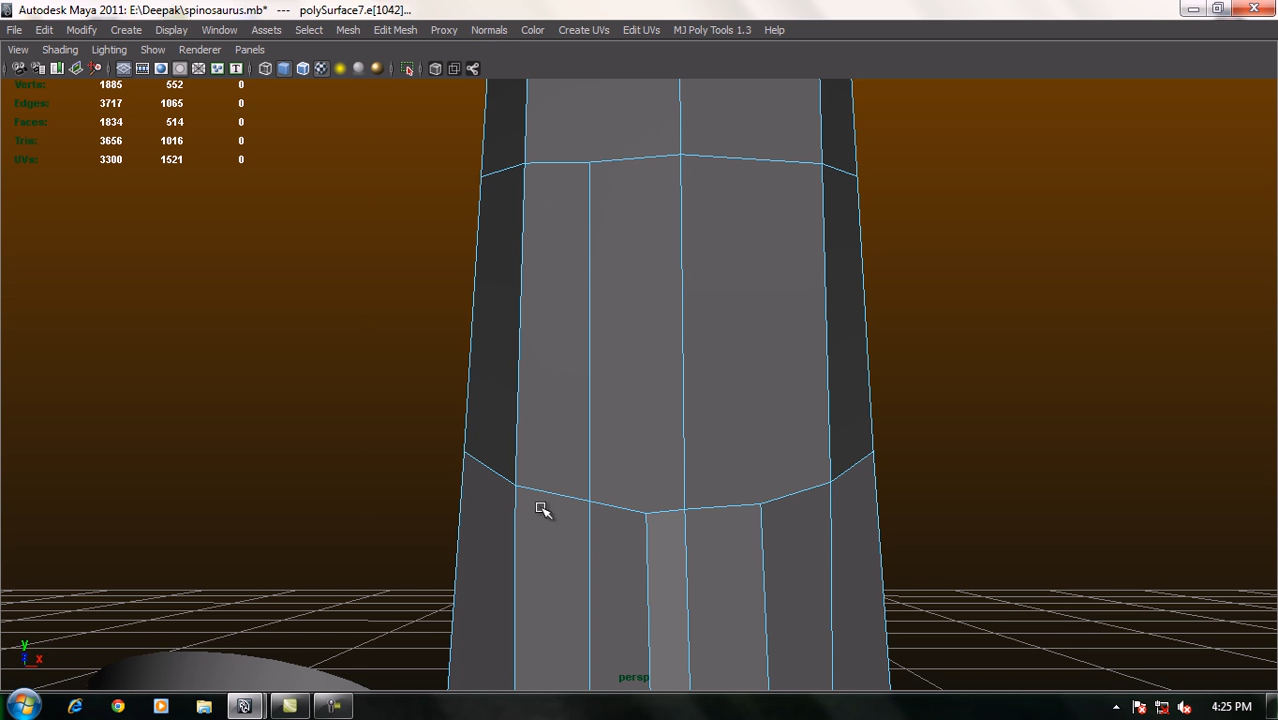 Autodesk Maya 2011: E:\Deepak\spinosaurus.mb* --- polySurface7.e[1042]...
File Edit Modify Create Display Window Assets Select Mesh Edit Mesh Proxy Normals Color Create UVs Edit UVs MJ Poly Tools 1.3 Help
View Shading Lighting Show Renderer Panels
Verts: 1885 552 0
Edges: 3717 1065 0
Faces: 1834 514 0
Tris: 3656 1016 0
UVs: 3300 1521 0
y
x
persp
4:25 PM